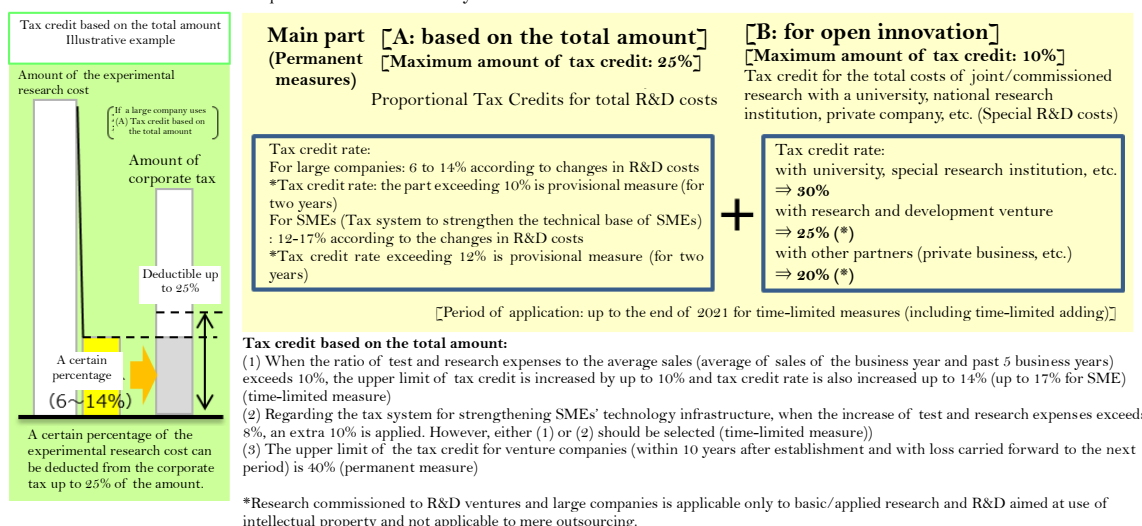 Tax credit based on the total amount
Illustrative example
Amount of the experimental
research cost
If a large company uses
(A) Tax credit based on
the total amount
Amount of
corporate tax
Deductible up
to 25%
A certain
percentage
(6～14%)
A certain percentage of the
experimental research cost can
be deducted from the corporate
tax up to 25% of the amount.
Main part
(Permanent
measures)
[A: based on the total amount]
[Maximum amount of tax credit: 25%]
Proportional Tax Credits for total R&D costs
Tax credit rate:
For large companies: 6 to 14% according to changes in R&D costs
*Tax credit rate: the part exceeding 10% is provisional measure (for
two years)
For SMEs (Tax system to strengthen the technical base of SMEs)
: 12-17% according to the changes in R&D costs
*Tax credit rate exceeding 12% is provisional measure (for two
years)
+
[B: for open innovation]
[Maximum amount of tax credit: 10%]
Tax credit for the total costs of joint/commissioned
research with a university, national research
institution, private company, etc. (Special R&D costs)
Tax credit rate:
with university, special research institution, etc.
⇒ 30%
with research and development venture
⇒ 25% (*)
with other partners (private business, etc.)
⇒ 20% (*)
[Period of application: up to the end of 2021 for time-limited measures (including time-limited adding)]
Tax credit based on the total amount:
(1) When the ratio of test and research expenses to the average sales (average of sales of the business year and past 5 business years)
exceeds 10%, the upper limit of tax credit is increased by up to 10% and tax credit rate is also increased up to 14% (up to 17% for SME)
(time-limited measure)
(2) Regarding the tax system for strengthening SMEs' technology infrastructure, when the increase of test and research expenses exceed
8%, an extra 10% is applied. However, either (1) or (2) should be selected (time-limited measure))
(3) The upper limit of the tax credit for venture companies (within 10 years after establishment and with loss carried forward to the next
period) is 40% (permanent measure)
*Research commissioned to R&D ventures and large companies is applicable only to basic/applied research and R&D aimed at use of
intellectual property and not applicable to mere outsourcing.